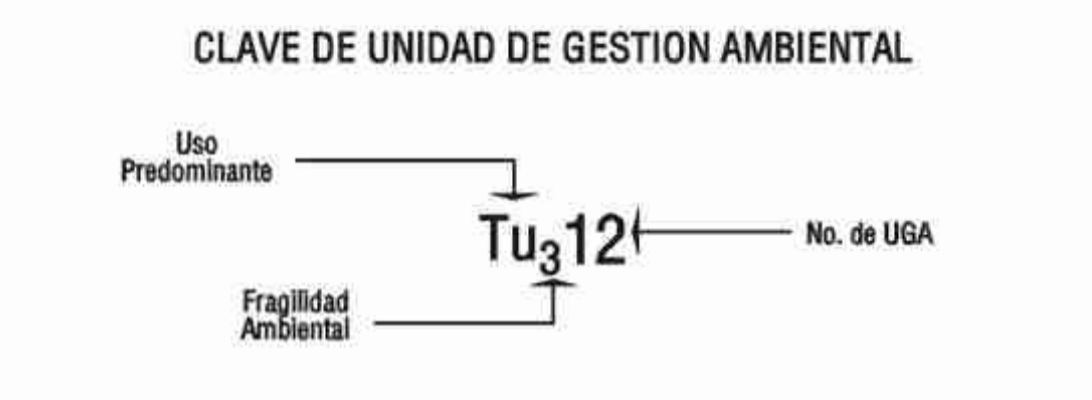 CLAVE DE UNIDAD DE GESTION AMBIENTAL
Uso
Predominante
Tu₃12
No. de UGA
Fragilidad
Ambiental